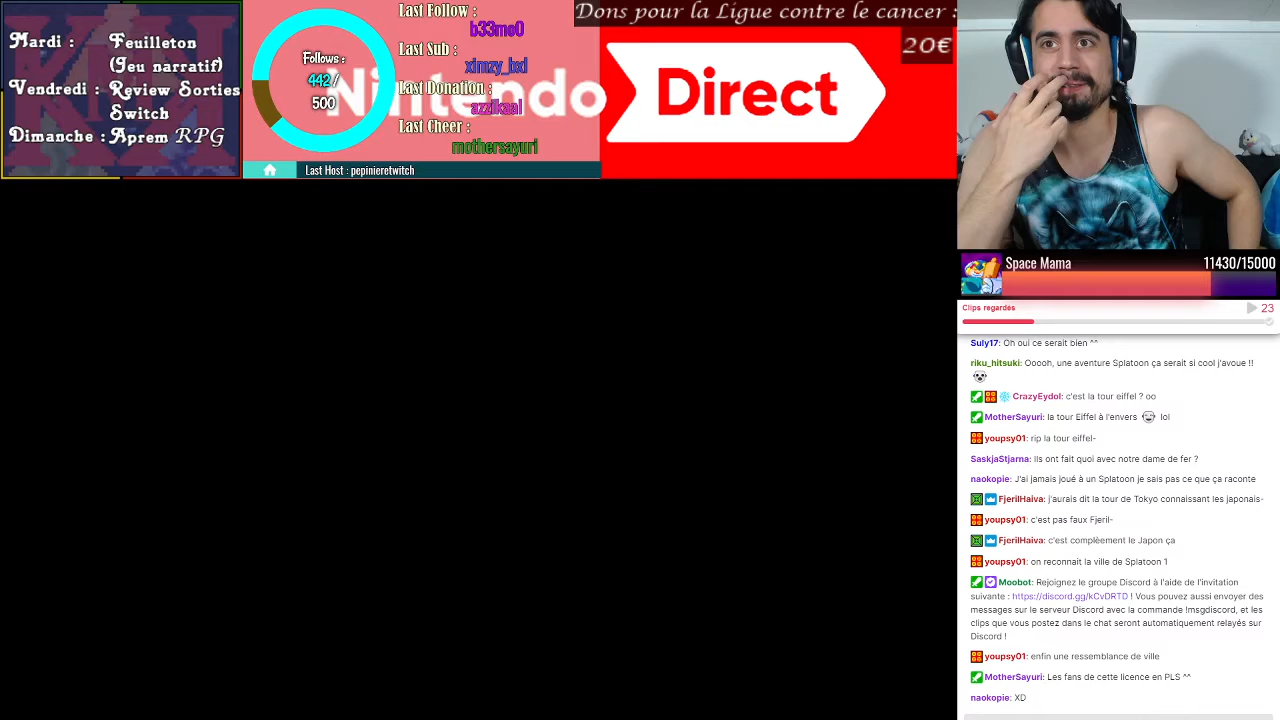 Mardi : Feuilleton
(Jeu narratif)
Vendredi : Review Sorties
Switch
Dimanche : Aprem RPG
Follows :
442 /
500
Last Follow :
b33mo0
Last Sub :
Last Donation :
azzikaal
Last Cheer :
mothersayuri
Last Host : pepinieretwitch
Nintendo
Direct
Dons pour la Ligue contre le cancer :
20€
Space Mama 11430/15000
Clips regardés 23
Suly17: Oh oui ce serait bien ^^
riku_hitsuki: Ooooh, une aventure Splatoon ça serait si cool j'avoue !!
CrazyEydol: c'est la tour eiffel ? oo
MotherSayuri: la tour Eiffel à l'envers lol
youpsy01: rip la tour eiffel-
SaskjaStjarna: Ils ont fait quoi avec notre dame de fer ?
naokopie: J'ai jamais joué à un Splatoon je sais pas ce que ça raconte
FjerilHaiva: j'aurais dit la tour de Tokyo connaissant les japonais-
youpsy01: c'est pas faux Fjeril-
FjerilHaiva: c'est complèement le Japon ça
youpsy01: on reconnait la ville de Splatoon 1
Moobot: Rejoignez le groupe Discord à l'aide de l'invitation
suivante : https://discord.gg/kCvDRTD ! Vous pouvez aussi envoyer des
messages sur le serveur Discord avec la commande !msgdiscord, et les
clips que vous postez dans le chat seront automatiquement relayés sur
Discord !
youpsy01: enfin une ressemblance de ville
MotherSayuri: Les fans de cette licence en PLS ^^
naokopie: XD